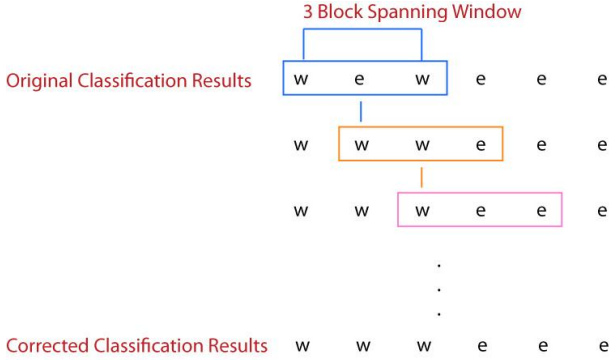 3 Block Spanning Window
Original Classification Results w e w e e e
w w w e e e
w w w e e e
.
.
.
Corrected Classification Results w w w e e e